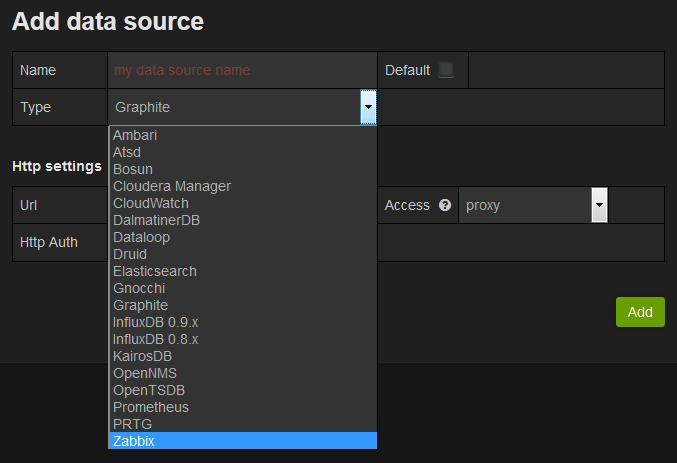 Add data source
Name my data source name Default
Type Graphite
Ambari
Atsd
Bosun
Cloudera Manager
CloudWatch
DalmatinerDB
Dataloop
Druid
Elasticsearch
Gnocchi
Graphite
InfluxDB 0.9.x
InfluxDB 0.8.x
KairosDB
OpenNMS
OpenTSDB
Prometheus
PRTG
Zabbix
Http settings
Url Access ? proxy
Http Auth
Add